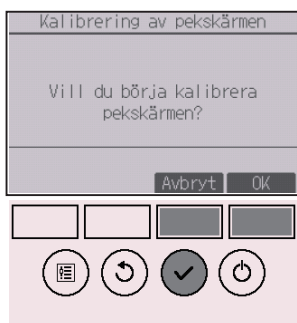 Kalibrering av pekskärmen
Vill du börja kalibrera
pekskärmen?
Avbryt OK